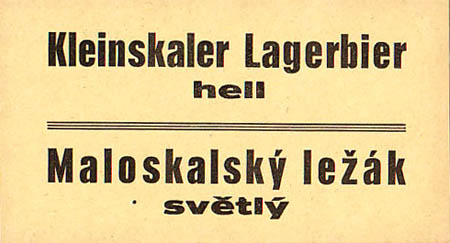 Kleinskaler Lagerbier
hell
Maloskalský ležák
světlý